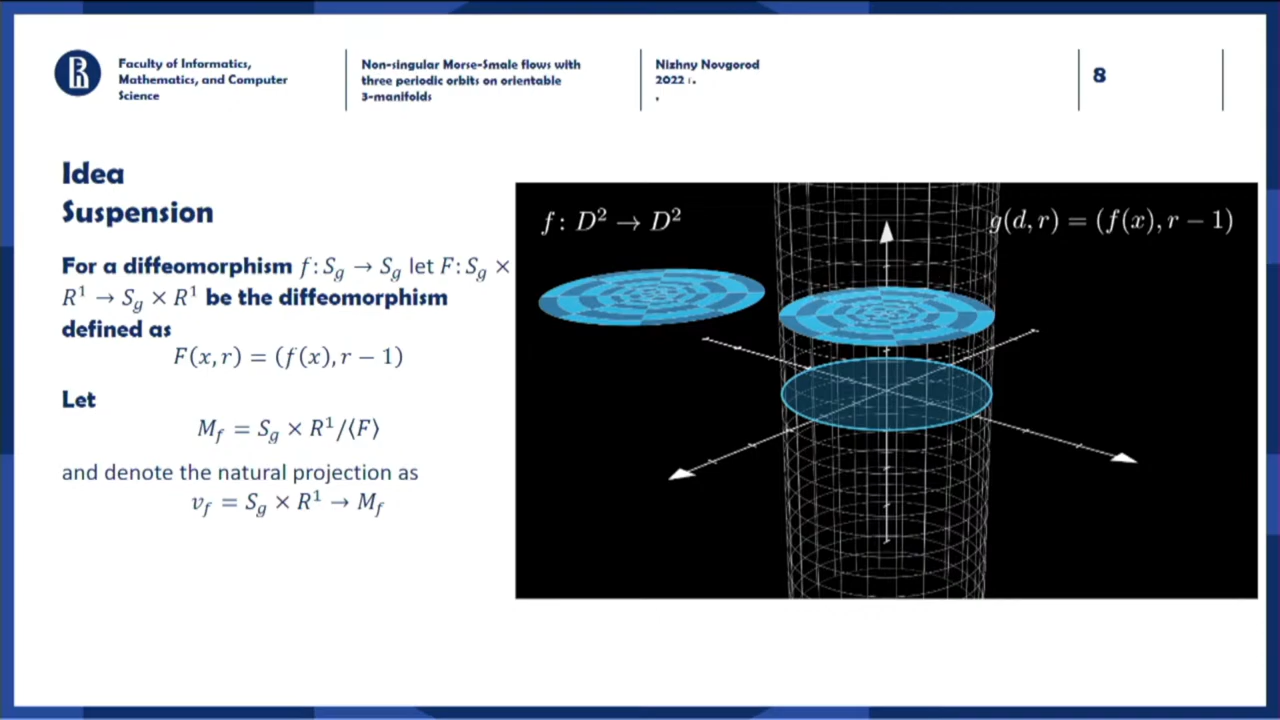 Faculty of Informatics,
Mathematics, and Computer
Science
Non-singular Morse-Smale flows with
three periodic orbits on orientable
3-manifolds
Nizhny Novgorod
2022 г.
,
8
Idea
Suspension
For a diffeomorphism f: S_g → S_g let F: S_g ×
R¹ → S_g × R¹ be the diffeomorphism
defined as
F(x, r) = (f(x), r − 1)
Let
M_f = S_g × R¹/⟨F⟩
and denote the natural projection as
v_f = S_g × R¹ → M_f
f: D² → D²
g(d, r) = (f(x), r − 1)